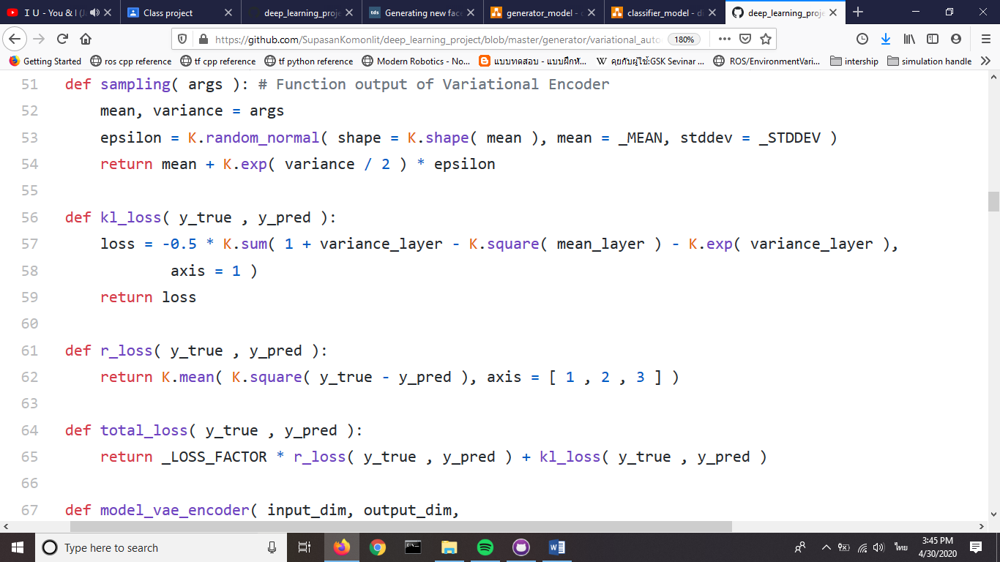 I U - You & I (J
Class project
deep_learning_proje
Generating new face
generator_model - d
classifier_model - di
deep_learning_proje
https://github.com/SupasanKomonlit/deep_learning_project/blob/master/generator/variational_auto
180%
Getting Started
ros cpp reference
tf cpp reference
tf python reference
Modern Robotics - No...
แบบทดสอบ - แบบฝึกหั...
คุยกับผู้ใช้:GSK Sevinar ...
ROS/EnvironmentVari...
intership
simulation handle
51 def sampling( args ): # Function output of Variational Encoder
52 mean, variance = args
53 epsilon = K.random_normal( shape = K.shape( mean ), mean = _MEAN, stddev = _STDDEV )
54 return mean + K.exp( variance / 2 ) * epsilon
55
56 def kl_loss( y_true , y_pred ):
57 loss = -0.5 * K.sum( 1 + variance_layer - K.square( mean_layer ) - K.exp( variance_layer ),
58 axis = 1 )
59 return loss
60
61 def r_loss( y_true , y_pred ):
62 return K.mean( K.square( y_true - y_pred ), axis = [ 1 , 2 , 3 ] )
63
64 def total_loss( y_true , y_pred ):
65 return _LOSS_FACTOR * r_loss( y_true , y_pred ) + kl_loss( y_true , y_pred )
66
67 def model_vae_encoder( input_dim, output_dim,
Type here to search
ไทย
3:45 PM
4/30/2020